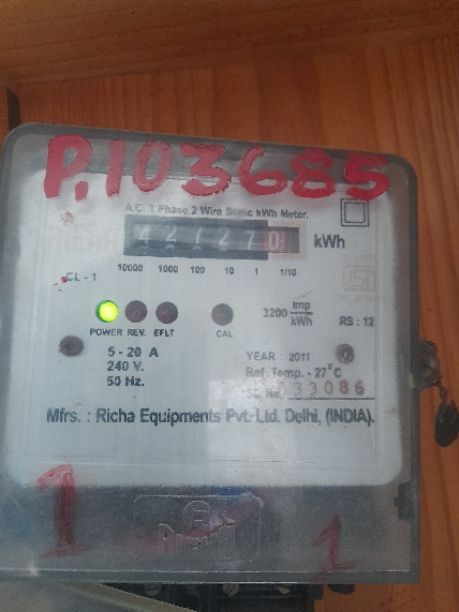 P.103685
A.C. 1 Phase 2 Wire Static kWh Meter.
421270 kWh
10000 1000 100 10 1 1/10
CL - 1
3200 imp/kWh
RS : 12
POWER REV. EFLT CAL
5 - 20 A
240 V.
50 Hz.
YEAR : 2011
Ref. Temp. - 27°C
333086
Mfrs. : Richa Equipments Pvt. Ltd. Delhi, (INDIA).
1
1